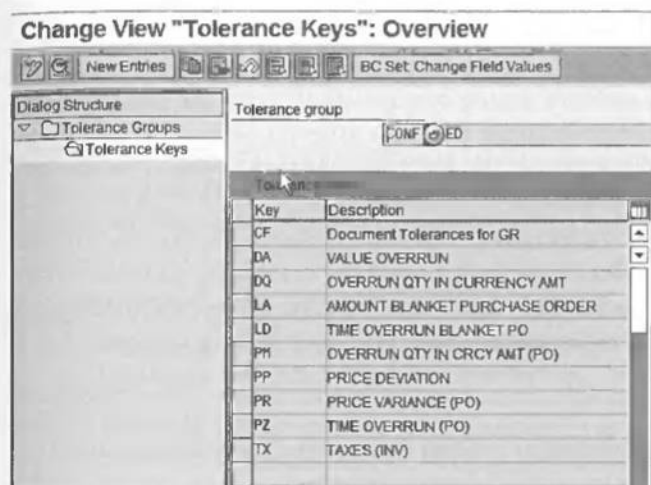 Change View "Tolerance Keys": Overview
New Entries BC Set: Change Field Values
Dialog Structure
Tolerance Groups
Tolerance Keys
Tolerance group
Key Description
CF Document Tolerances for GR
DA VALUE OVERRUN
DQ OVERRUN QTY IN CURRENCY AMT
LA AMOUNT BLANKET PURCHASE ORDER
LD TIME OVERRUN BLANKET PO
PM OVERRUN QTY IN CRCY AMT (PO)
PP PRICE DEVIATION
PR PRICE VARIANCE (PO)
PZ TIME OVERRUN (PO)
TX TAXES (INV)